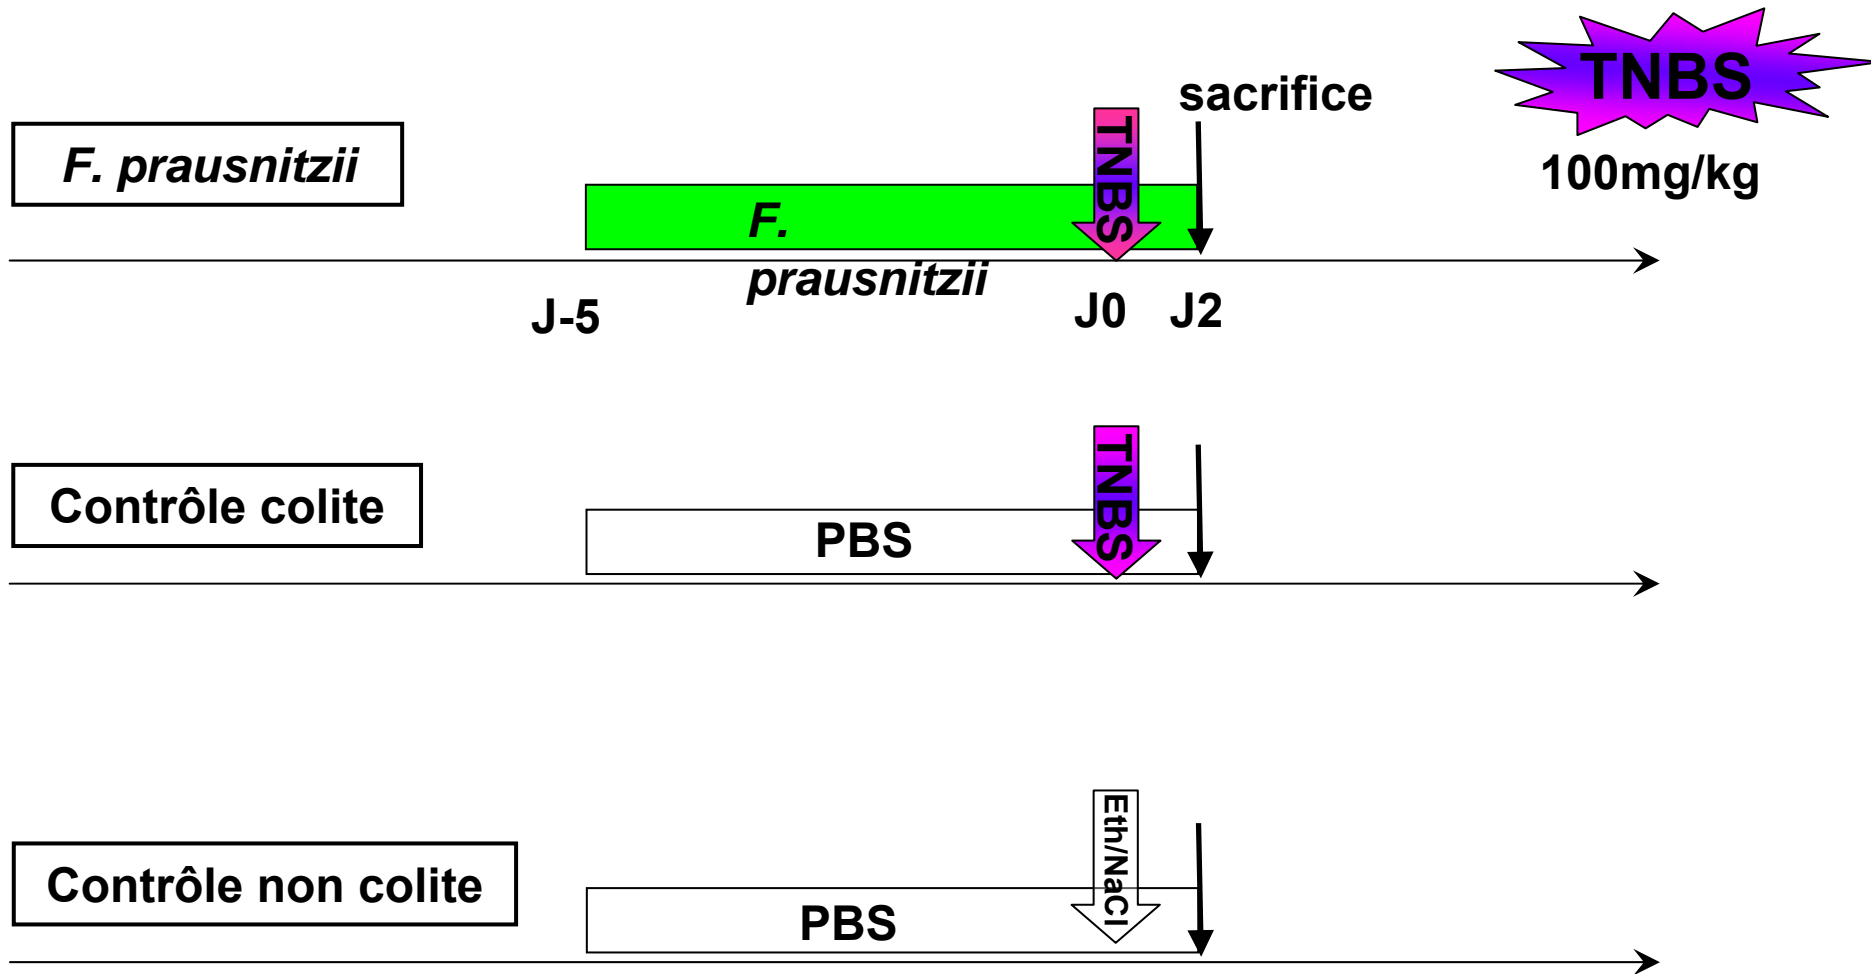 TNBS
100mg/kg
sacrifice
F. prausnitzii
TNBS
F.
prausnitzii
J-5
J0
J2
Contrôle colite
TNBS
PBS
Contrôle non colite
Eth/NaCl
PBS